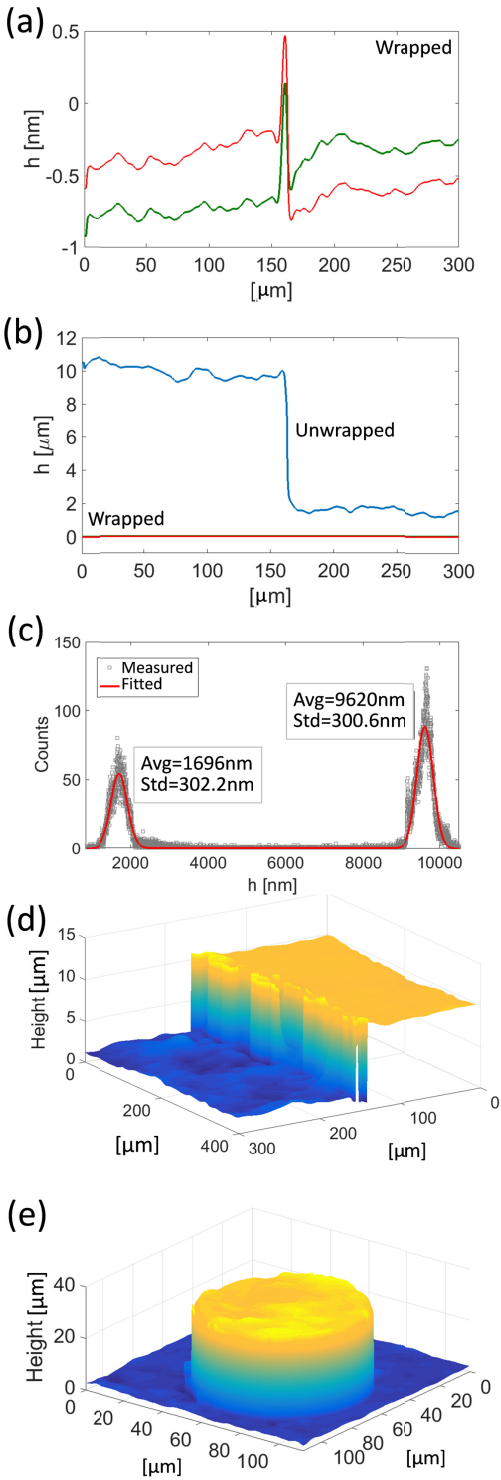 (a)
Wrapped
0.5
0
-0.5
-1
h [nm]
0 50 100 150 200 250 300
[μm]
(b)
12
10
8
6
4
2
0
h [μm]
Unwrapped
Wrapped
0 50 100 150 200 250 300
[μm]
(c)
150
100
50
0
Counts
Measured
Fitted
Avg=9620nm
Std=300.6nm
Avg=1696nm
Std=302.2nm
2000 4000 6000 8000 10000
h [nm]
(d)
15
10
5
0
Height [μm]
0
200
400
[μm]
300
200
100
0
[μm]
(e)
40
20
0
Height [μm]
0
20
40
60
80
100
[μm]
100
80
60
40
20
0
[μm]